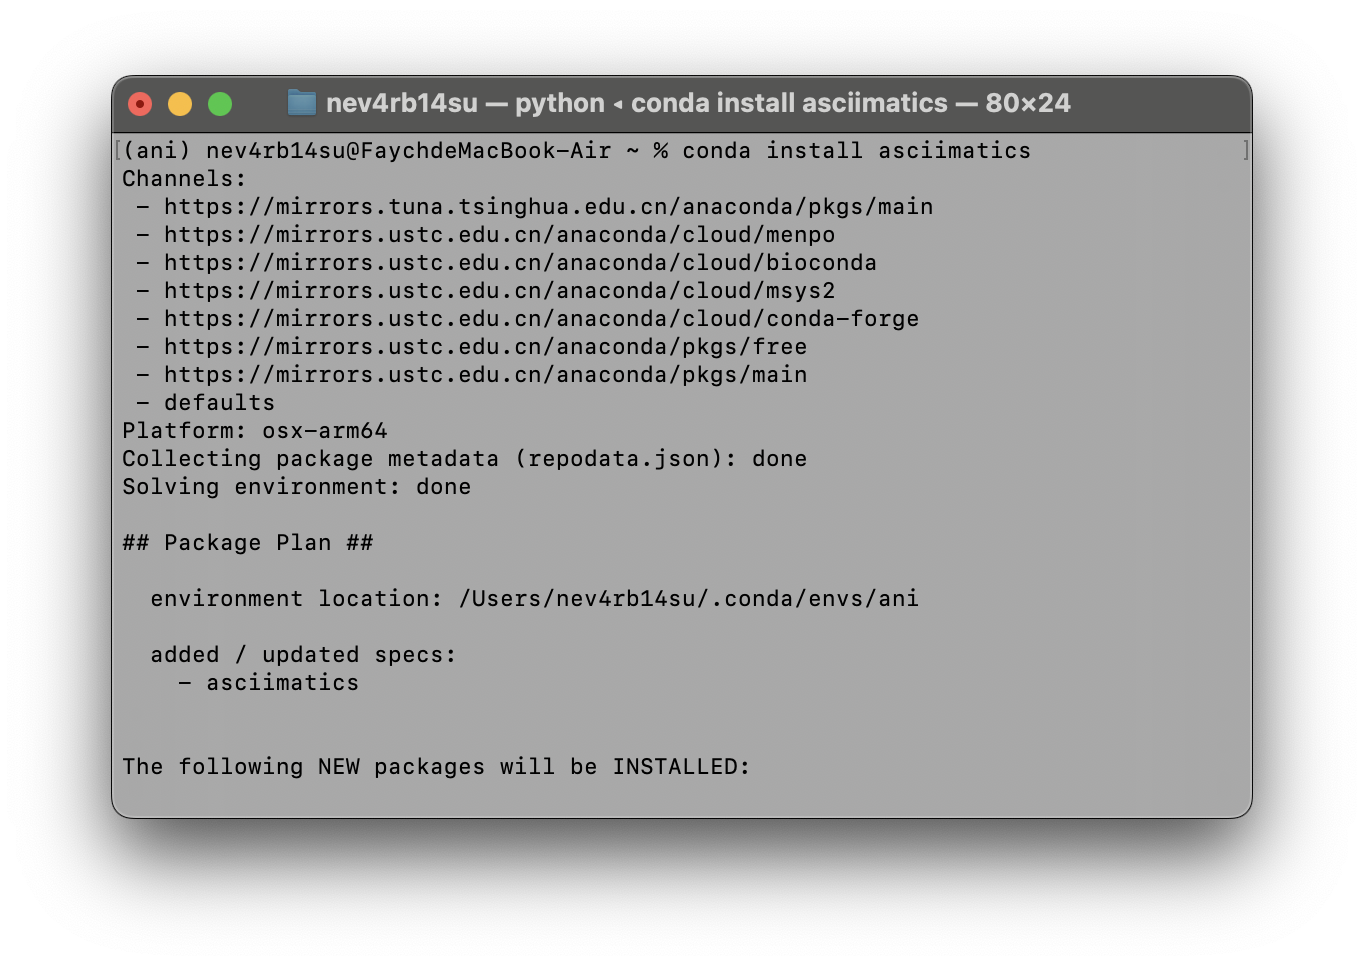 nev4rb14su — python ◂ conda install asciimatics — 80×24
[(ani) nev4rb14su@FaychdeMacBook-Air ~ % conda install asciimatics ]
Channels:
 - https://mirrors.tuna.tsinghua.edu.cn/anaconda/pkgs/main
 - https://mirrors.ustc.edu.cn/anaconda/cloud/menpo
 - https://mirrors.ustc.edu.cn/anaconda/cloud/bioconda
 - https://mirrors.ustc.edu.cn/anaconda/cloud/msys2
 - https://mirrors.ustc.edu.cn/anaconda/cloud/conda-forge
 - https://mirrors.ustc.edu.cn/anaconda/pkgs/free
 - https://mirrors.ustc.edu.cn/anaconda/pkgs/main
 - defaults
Platform: osx-arm64
Collecting package metadata (repodata.json): done
Solving environment: done
## Package Plan ##
  environment location: /Users/nev4rb14su/.conda/envs/ani
  added / updated specs:
    - asciimatics
The following NEW packages will be INSTALLED: